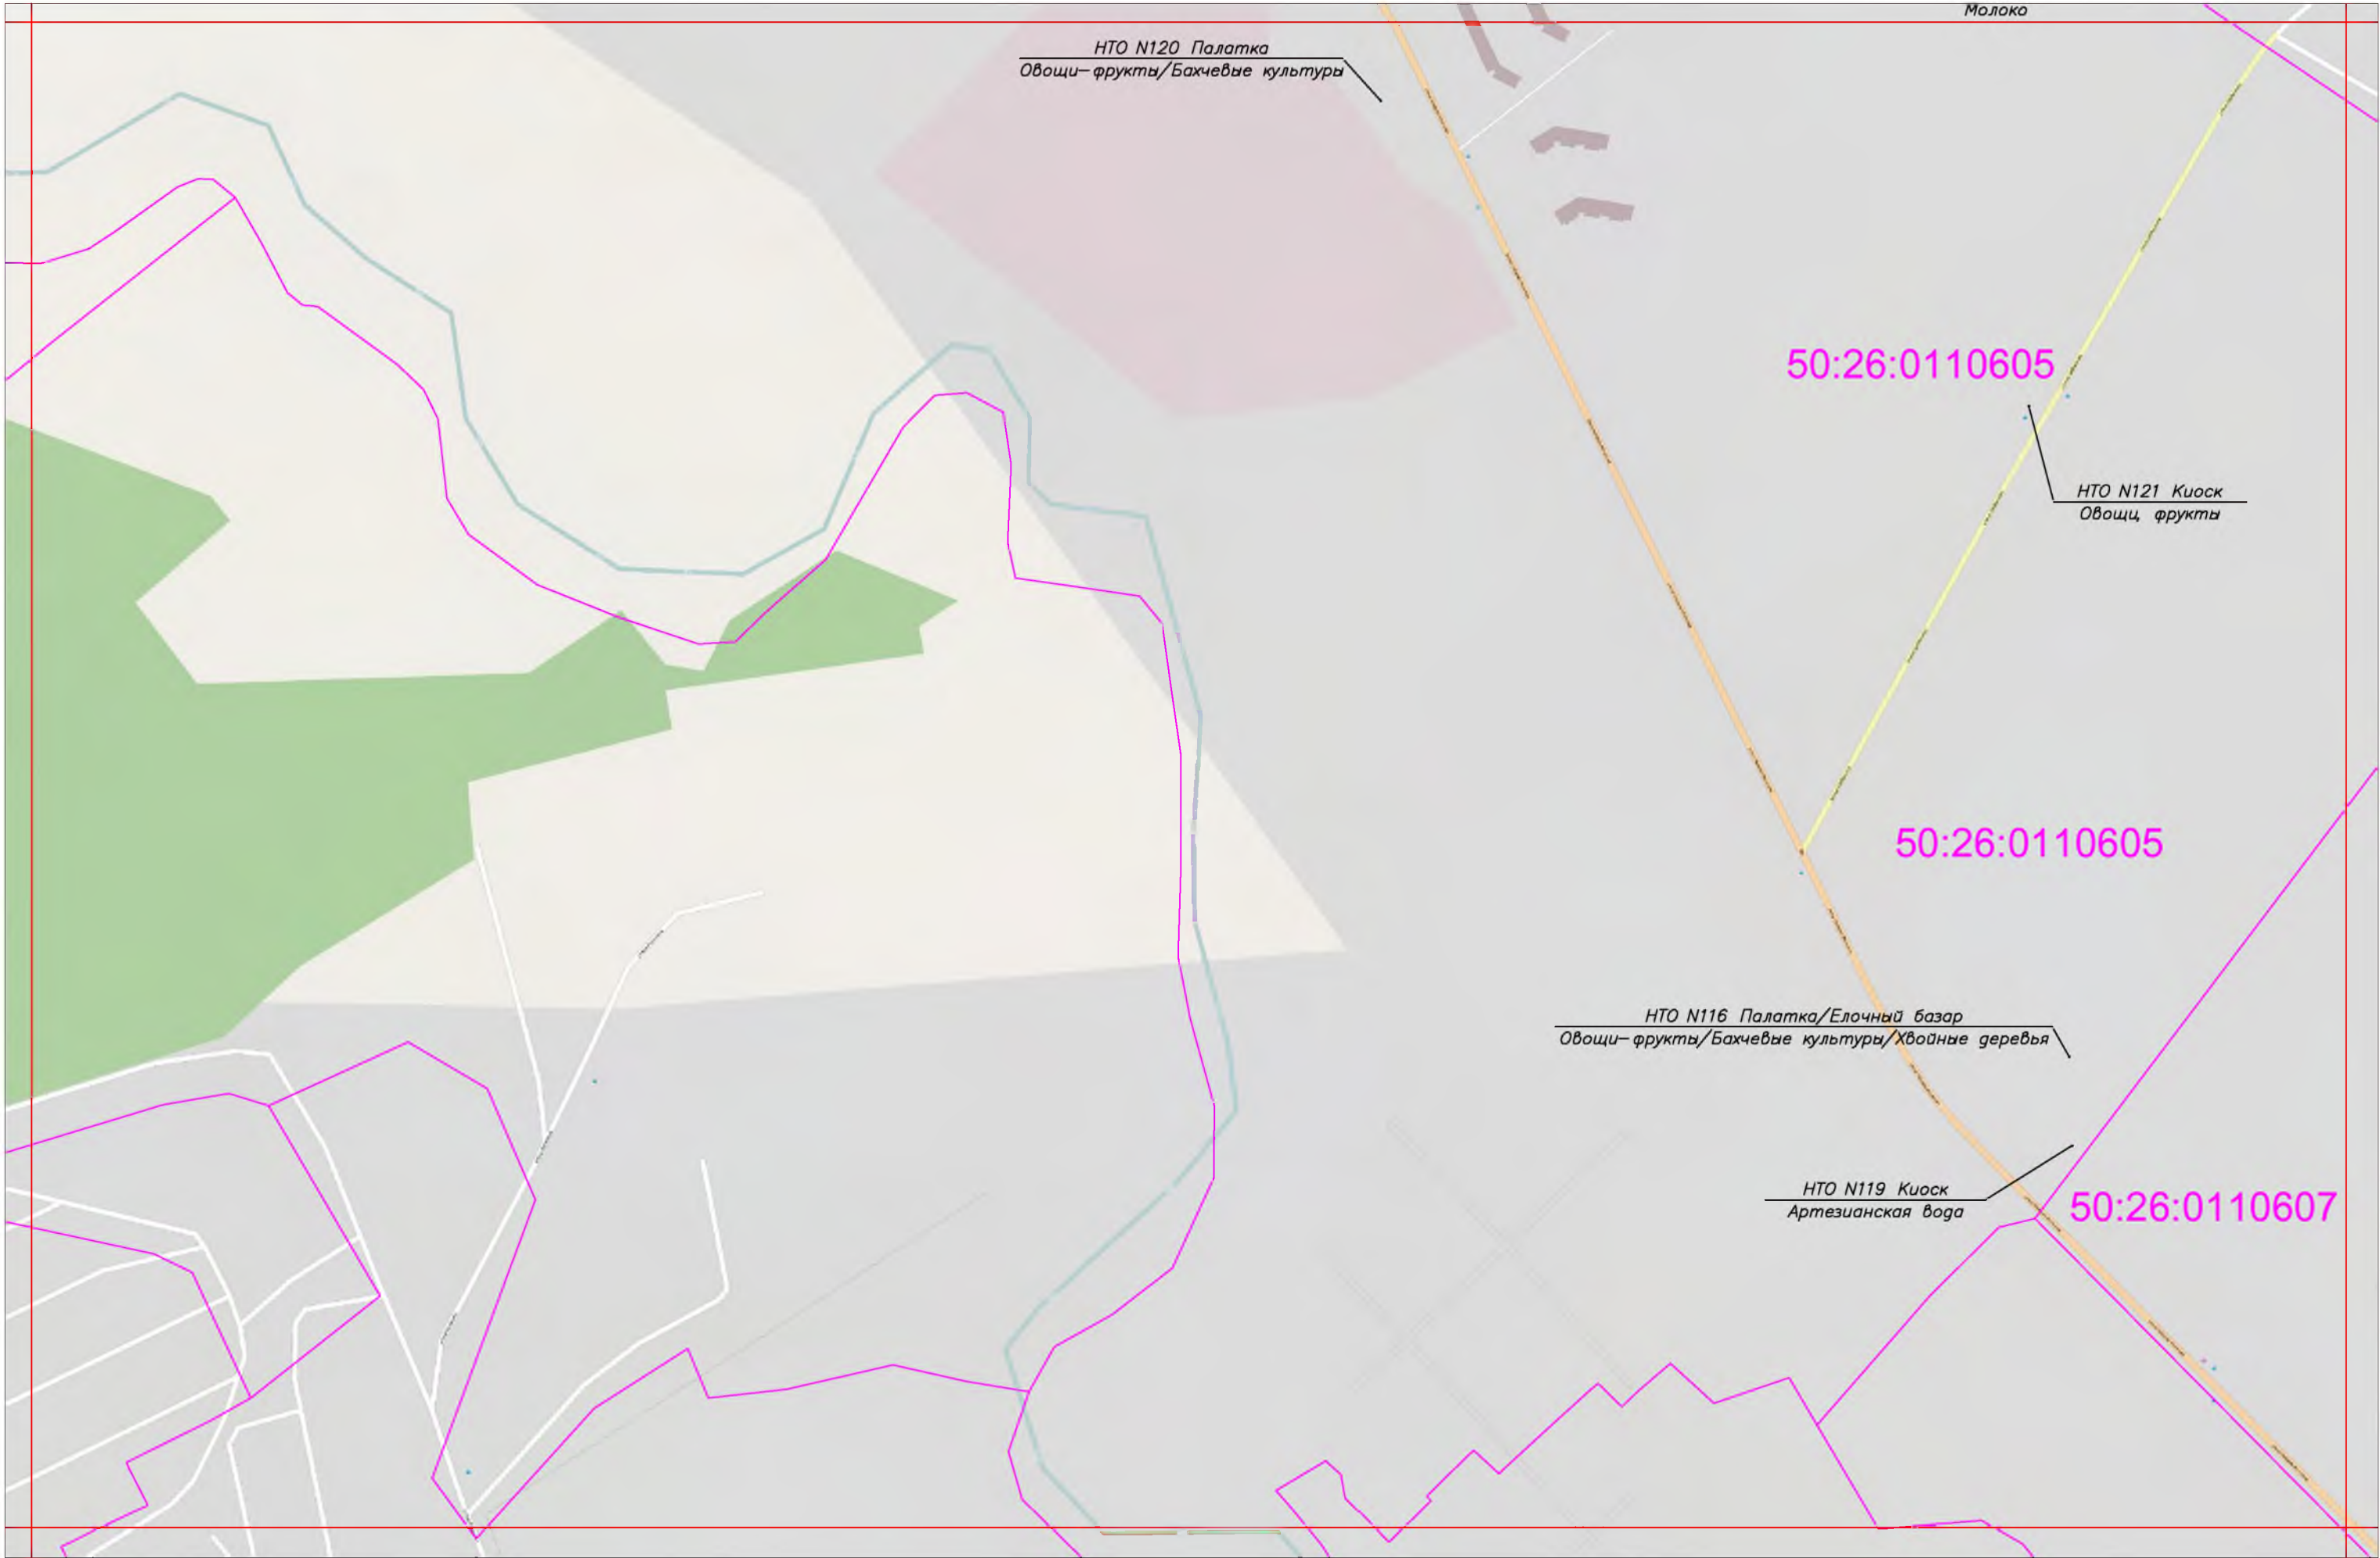 Молоко
НТО N120 Палатка
Овощи-фрукты/Бахчевые культуры
50:26:0110605
НТО N121 Киоск
Овощи, фрукты
50:26:0110605
НТО N116 Палатка/Елочный базар
Овощи-фрукты/Бахчевые культуры/Хвойные деревья
НТО N119 Киоск
Артезианская вода
50:26:0110607